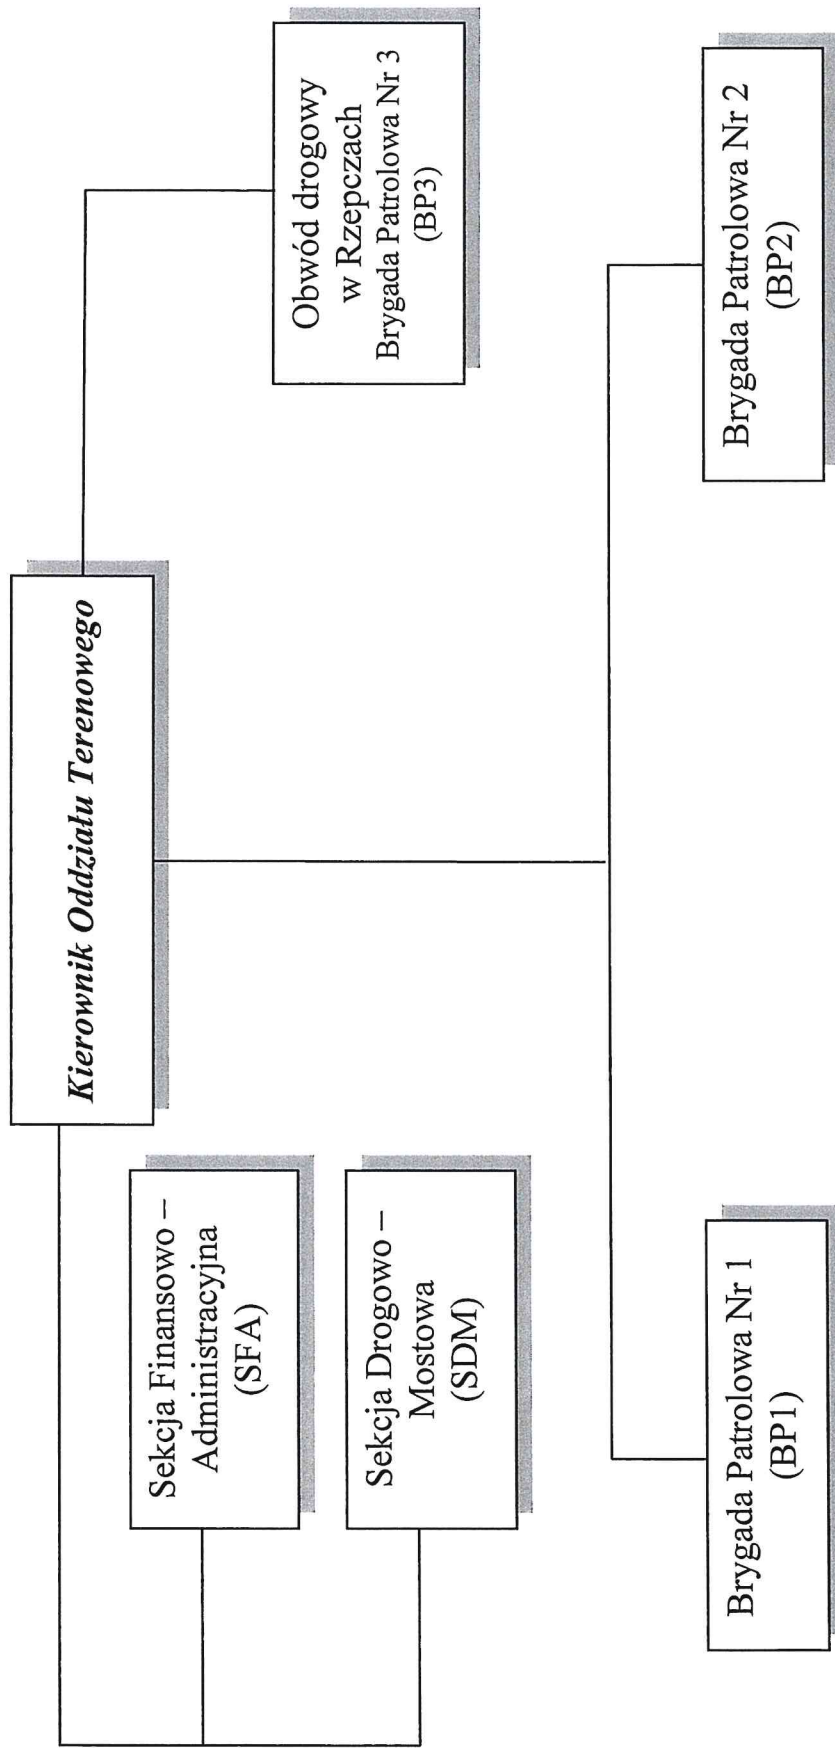 Kierownik Oddziału Terenowego
Sekcja Finansowo –
Administracyjna
(SFA)
Sekcja Drogowo –
Mostowa
(SDM)
Obwód drogowy
w Rzepczach
Brygada Patrolowa Nr 3
(BP3)
Brygada Patrolowa Nr 1
(BP1)
Brygada Patrolowa Nr 2
(BP2)